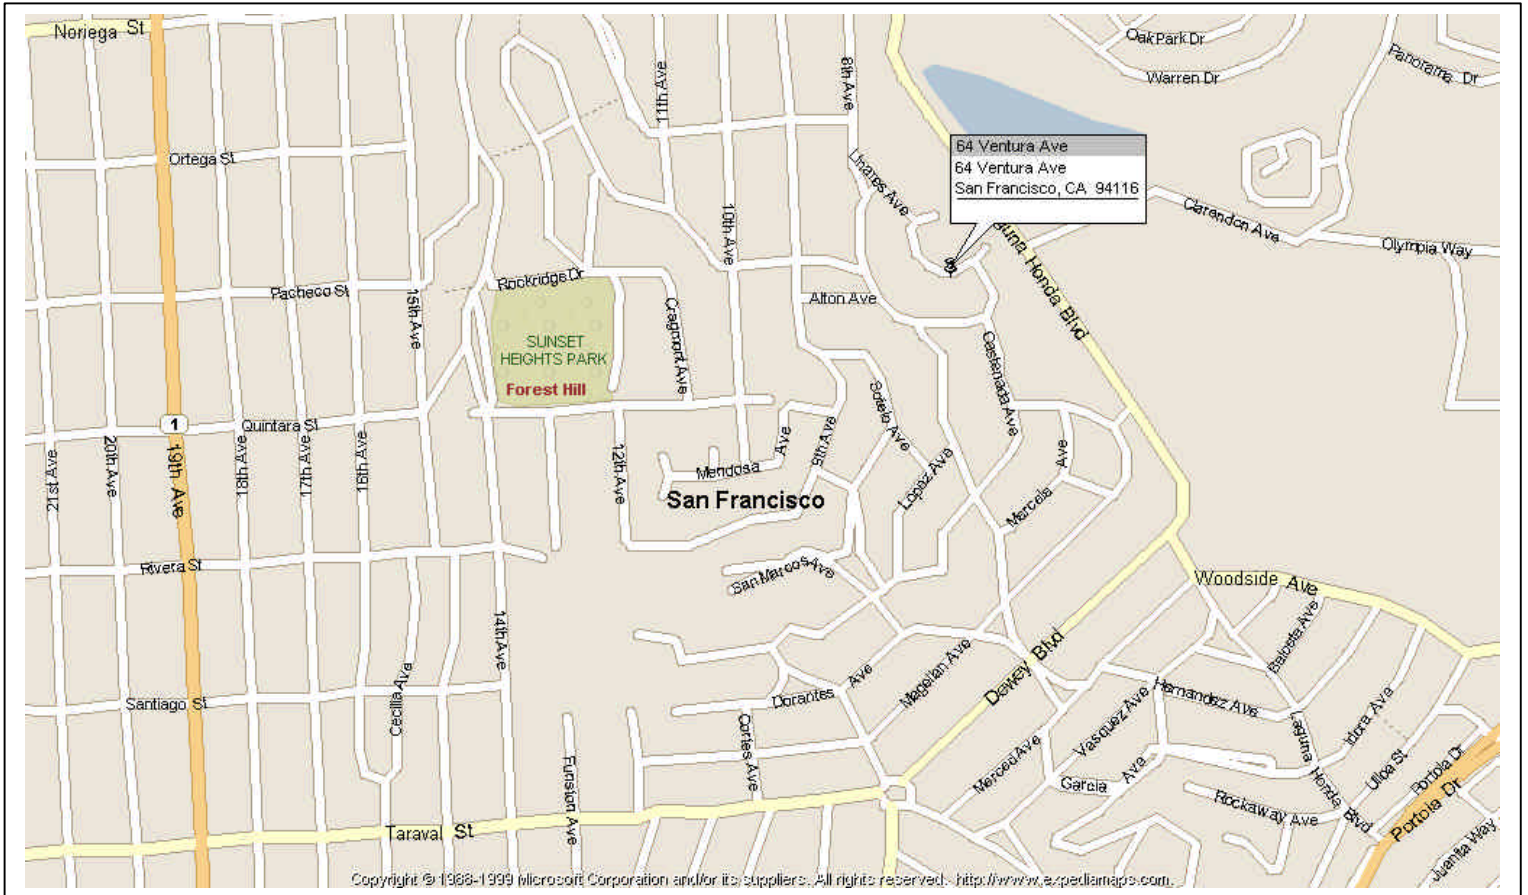 Noriega St
Oak Park Dr
Warren Dr
Panorama Dr
8th Ave
11th Ave
Ortega St
Linares Ave
64 Ventura Ave
64 Ventura Ave
San Francisco, CA 94116
Clarendon Ave
Olympia Way
10th Ave
Laguna Honda Blvd
Rockridge Dr
Pacheco St
15th Ave
Alton Ave
Cragmont Ave
SUNSET
HEIGHTS PARK
Forest Hill
Castenada Ave
Sotelo Ave
1
Quintara St
21st Ave
20th Ave
19th Ave
18th Ave
17th Ave
16th Ave
12th Ave
Mendosa Ave
9th Ave
Lopaz Ave
Marcela Ave
San Francisco
Rivera St
San Marcos Ave
Woodside Ave
14th Ave
Dewey Blvd
Balceta Ave
Santiago St
Cecilia Ave
Dorantes Ave
Magellan Ave
Hernandez Ave
Vasquez Ave
Idora Ave
Laguna Honda Blvd
Cortes Ave
Funston Ave
Merced Ave
Garcia Ave
Ulloa St
Portola Dr
Portola Dr
Rockaway Ave
Juanita Way
Taraval St
Copyright © 1988-1999 Microsoft Corporation and/or its suppliers. All rights reserved. http://www.expediamaps.com.